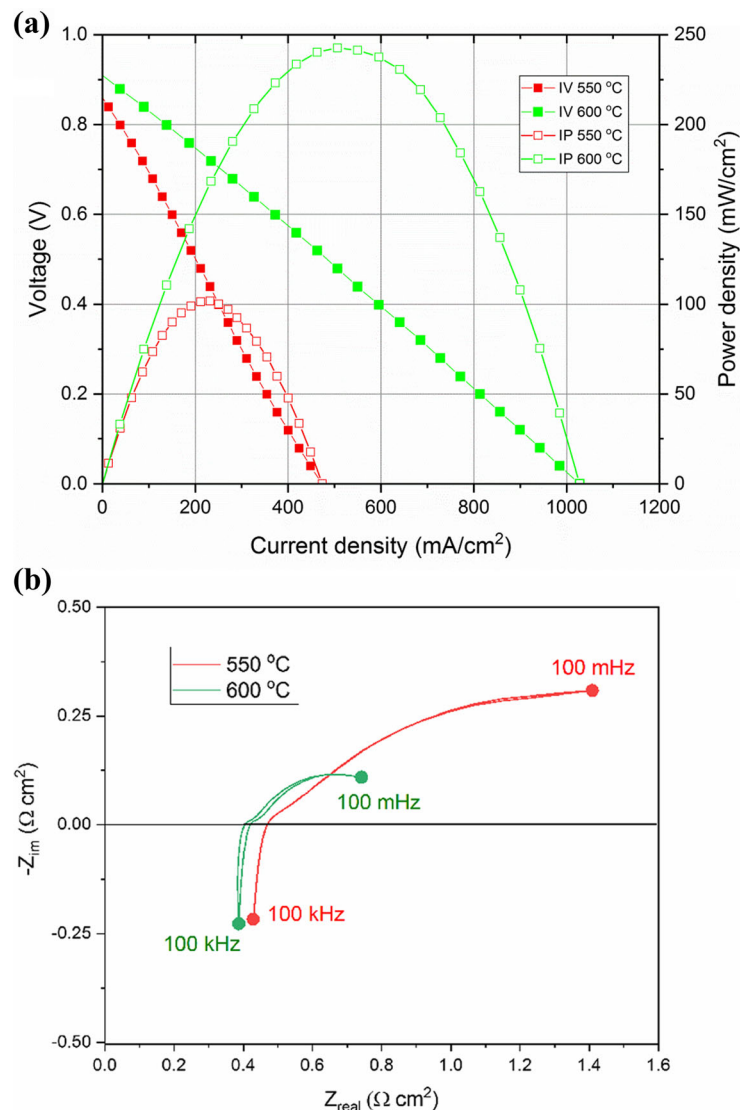 (a)
1.0
0.8
0.6
0.4
0.2
0.0
Voltage (V)
250
200
150
100
50
0
Power density (mW/cm²)
IV 550 °C
IV 600 °C
IP 550 °C
IP 600 °C
0 200 400 600 800 1000 1200
Current density (mA/cm²)
(b)
0.50
0.25
0.00
-0.25
-0.50
-Zim (Ω cm²)
550 °C
600 °C
100 mHz
100 mHz
100 kHz
100 kHz
0.0 0.2 0.4 0.6 0.8 1.0 1.2 1.4 1.6
Zreal (Ω cm²)